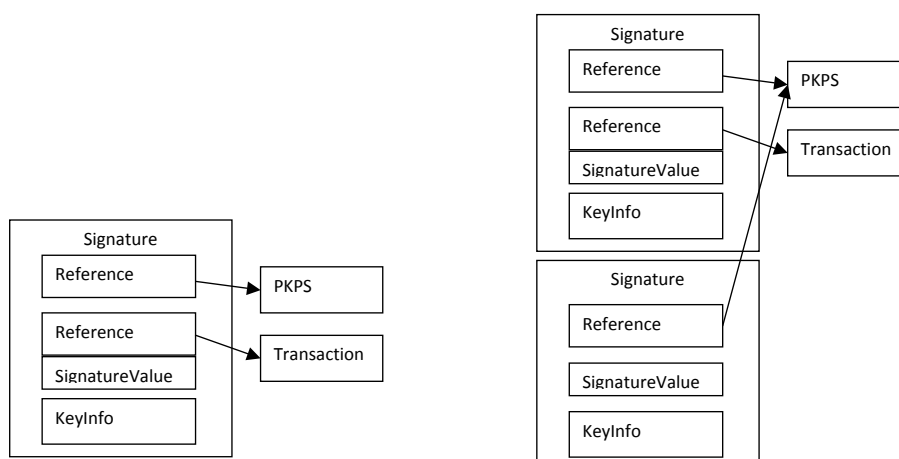 Signature
Reference
PKPS
Reference
Transaction
SignatureValue
KeyInfo
Signature
Reference
PKPS
Reference
Transaction
SignatureValue
KeyInfo
Signature
Reference
SignatureValue
KeyInfo